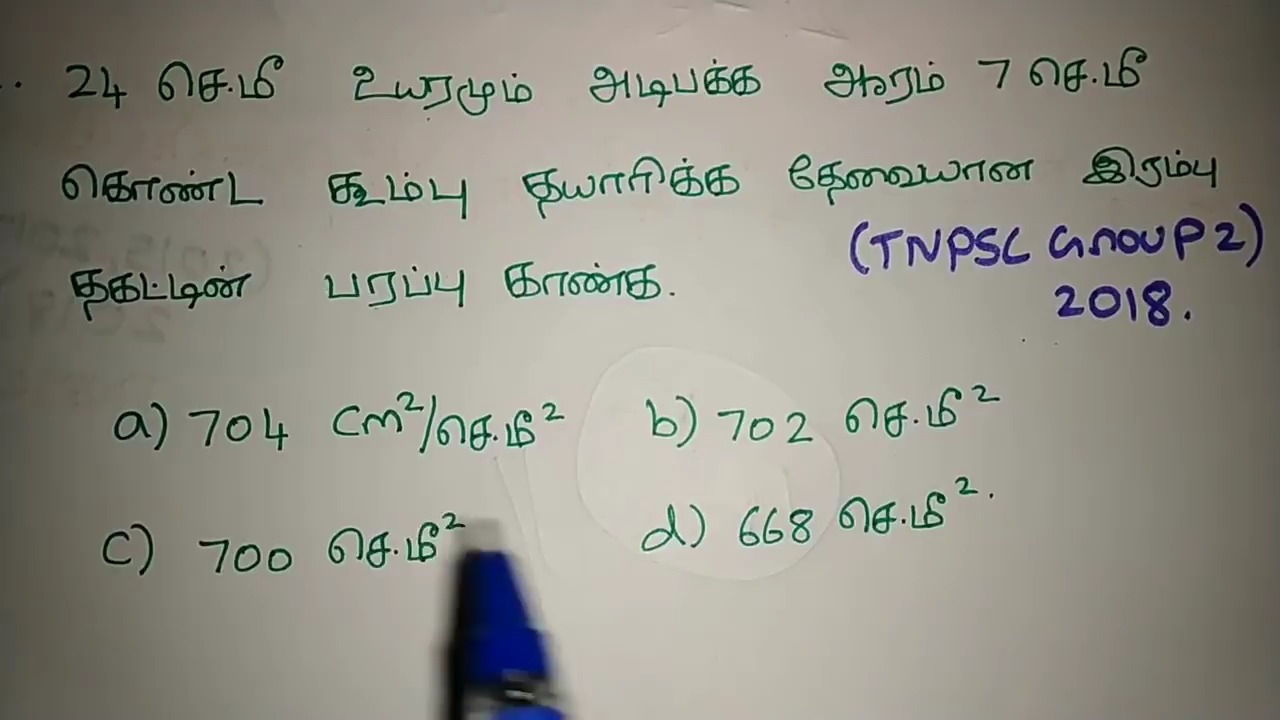 24 செ.மீ உயரமும் அடிபக்க ஆரம் 7 செ.மீ
கொண்ட கூம்பு தயாரிக்க தேவையான இரும்பு
(TNPSC GROUP 2)
தகட்டின் பரப்பு காண்க.
2018.
a) 704 cm²/செ.மீ² b) 702 செ.மீ²
c) 700 செ.மீ² d) 668 செ.மீ².